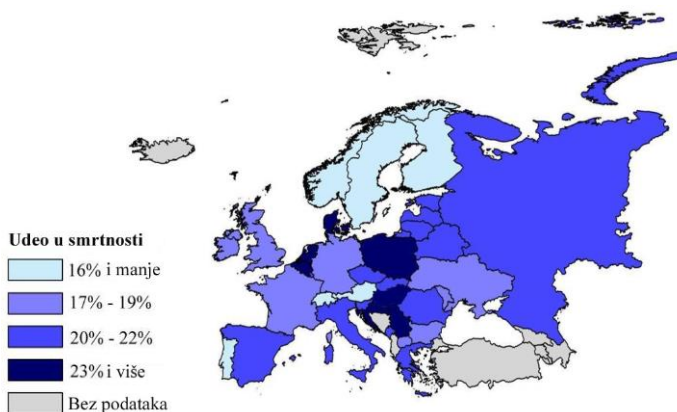 Udeo u smrtnosti
16% i manje
17% - 19%
20% - 22%
23% i više
Bez podataka